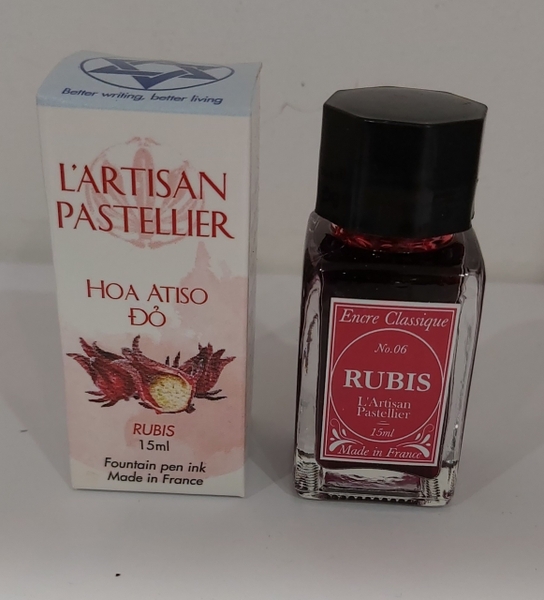 Better writing, better living
L'ARTISAN
PASTELLIER
HOA ATISO
ĐỎ
RUBIS
15ml
Fountain pen ink
Made in France
Encre Classique
No.06
RUBIS
L'Artisan
Pastellier
15ml
Made in France